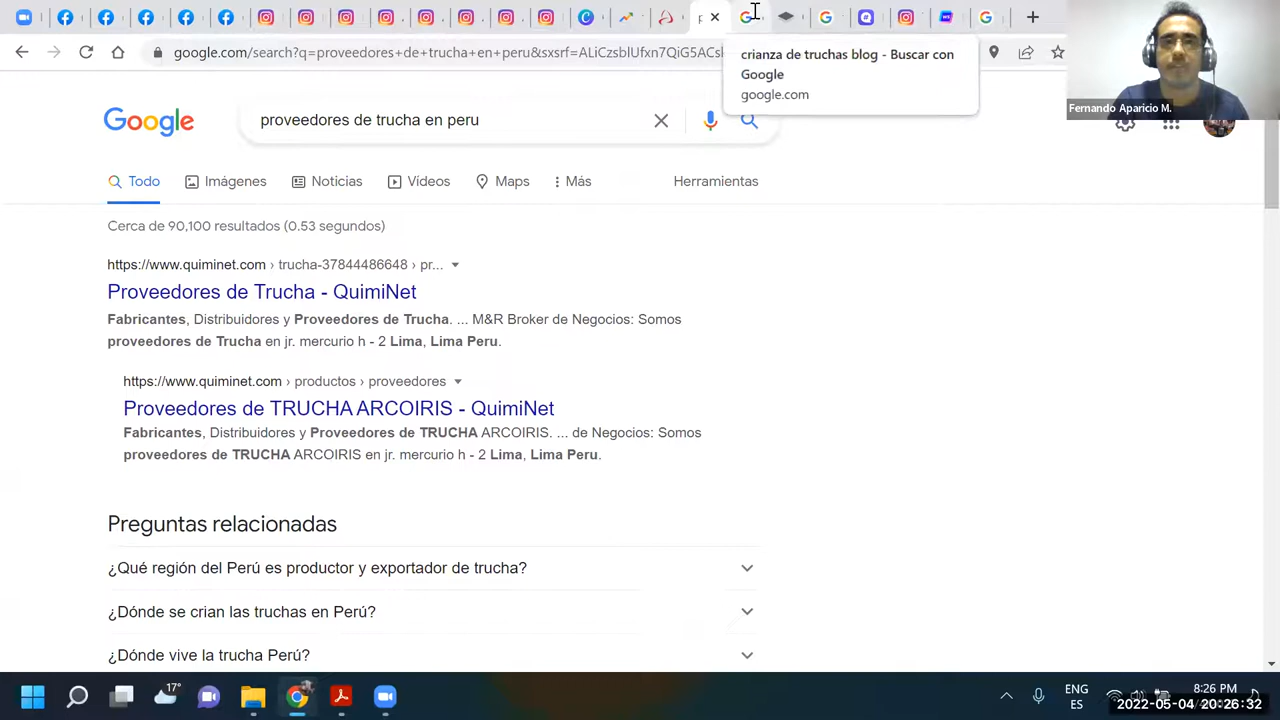 google.com/search?q=proveedores+de+trucha+en+peru&sxsrf=ALiCzsblUfxn7QiG5ACs
crianza de truchas blog - Buscar con
Google
google.com
Fernando Aparicio M.
Google
proveedores de trucha en peru
Todo
Imágenes
Noticias
Vídeos
Maps
Más
Herramientas
Cerca de 90,100 resultados (0.53 segundos)
https://www.quiminet.com › trucha-37844486648 › pr...
Proveedores de Trucha - QuimiNet
Fabricantes, Distribuidores y Proveedores de Trucha. ... M&R Broker de Negocios: Somos
proveedores de Trucha en jr. mercurio h - 2 Lima, Lima Peru.
https://www.quiminet.com › productos › proveedores
Proveedores de TRUCHA ARCOIRIS - QuimiNet
Fabricantes, Distribuidores y Proveedores de TRUCHA ARCOIRIS. ... de Negocios: Somos
proveedores de TRUCHA ARCOIRIS en jr. mercurio h - 2 Lima, Lima Peru.
Preguntas relacionadas
¿Qué región del Perú es productor y exportador de trucha?
¿Dónde se crian las truchas en Perú?
¿Dónde vive la trucha Perú?
17°
ENG
ES
8:26 PM
2022-05-04 20:26:32